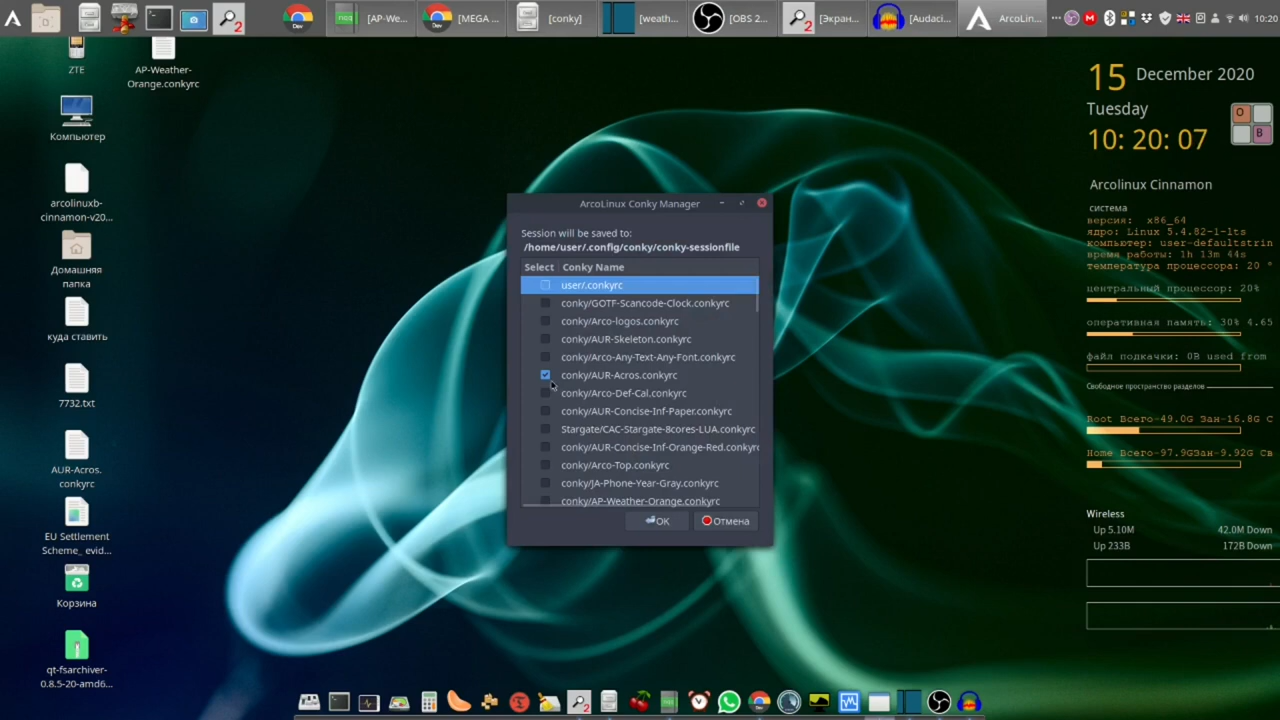 [AP-We...
[MEGA ...
[conky]
[weath...
[OBS 2...
[Экран...
[Audaci...
ArcoLin...
10:20
ZTE
AP-Weather-
Orange.conkyrc
Компьютер
arcolinuxb-
cinnamon-v20...
Домашняя
папка
куда ставить
7732.txt
AUR-Acros.
conkyrc
EU Settlement
Scheme_ evid...
Корзина
qt-fsarchiver-
0.8.5-20-amd6...
ArcoLinux Conky Manager
Session will be saved to:
/home/user/.config/conky/conky-sessionfile
Select Conky Name
user/.conkyrc
conky/GOTF-Scancode-Clock.conkyrc
conky/Arco-logos.conkyrc
conky/AUR-Skeleton.conkyrc
conky/Arco-Any-Text-Any-Font.conkyrc
conky/AUR-Acros.conkyrc
conky/Arco-Def-Cal.conkyrc
conky/AUR-Concise-Inf-Paper.conkyrc
Stargate/CAC-Stargate-8cores-LUA.conkyrc
conky/AUR-Concise-Inf-Orange-Red.conkyrc
conky/Arco-Top.conkyrc
conky/JA-Phone-Year-Gray.conkyrc
conky/AP-Weather-Orange.conkyrc
OK
Отмена
15 December 2020
Tuesday
10: 20: 07
O
B
Arcolinux Cinnamon
система
версия: x86_64
ядро: Linux 5.4.82-1-lts
компьютер: user-defaultstrin
время работы: 1h 13m 44s
температура процессора: 20 °
центральный процессор: 20%
оперативная память: 30% 4.65
файл подкачки: 0B used from
Свободное пространство разделов
Root Всего-49.0G Зан-16.8G С
Home Всего-97.9GЗан-9.92G Св
Wireless
Up 5.10M 42.0M Down
Up 233B 172B Down